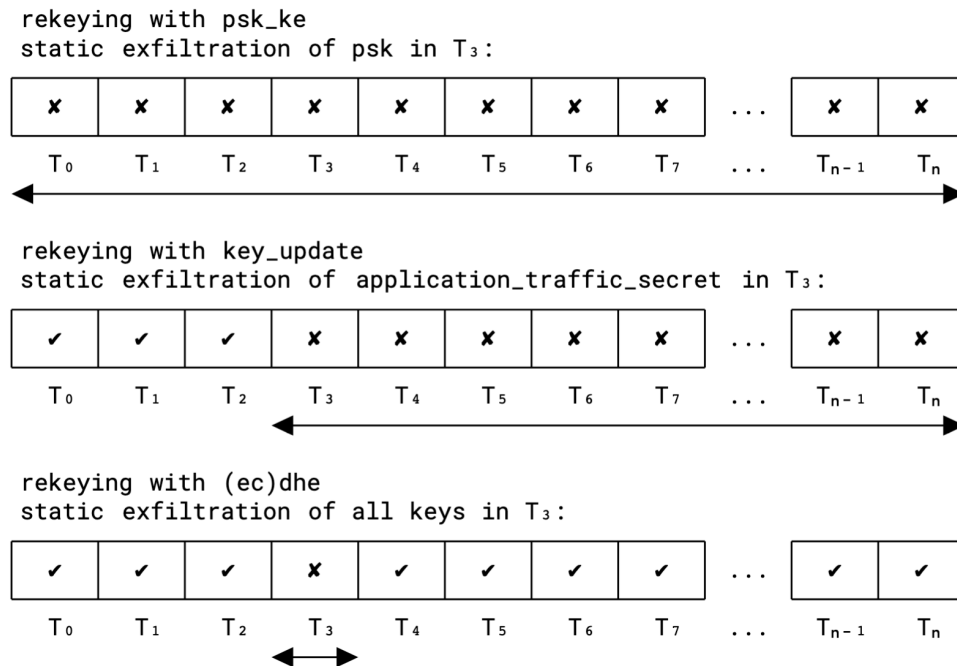 rekeying with psk_ke
static exfiltration of psk in T₃:
✘ ✘ ✘ ✘ ✘ ✘ ✘ ✘ ... ✘ ✘
T₀ T₁ T₂ T₃ T₄ T₅ T₆ T₇ ... Tₙ₋₁ Tₙ
rekeying with key_update
static exfiltration of application_traffic_secret in T₃:
✔ ✔ ✔ ✘ ✘ ✘ ✘ ✘ ... ✘ ✘
T₀ T₁ T₂ T₃ T₄ T₅ T₆ T₇ ... Tₙ₋₁ Tₙ
rekeying with (ec)dhe
static exfiltration of all keys in T₃:
✔ ✔ ✔ ✘ ✔ ✔ ✔ ✔ ... ✔ ✔
T₀ T₁ T₂ T₃ T₄ T₅ T₆ T₇ ... Tₙ₋₁ Tₙ